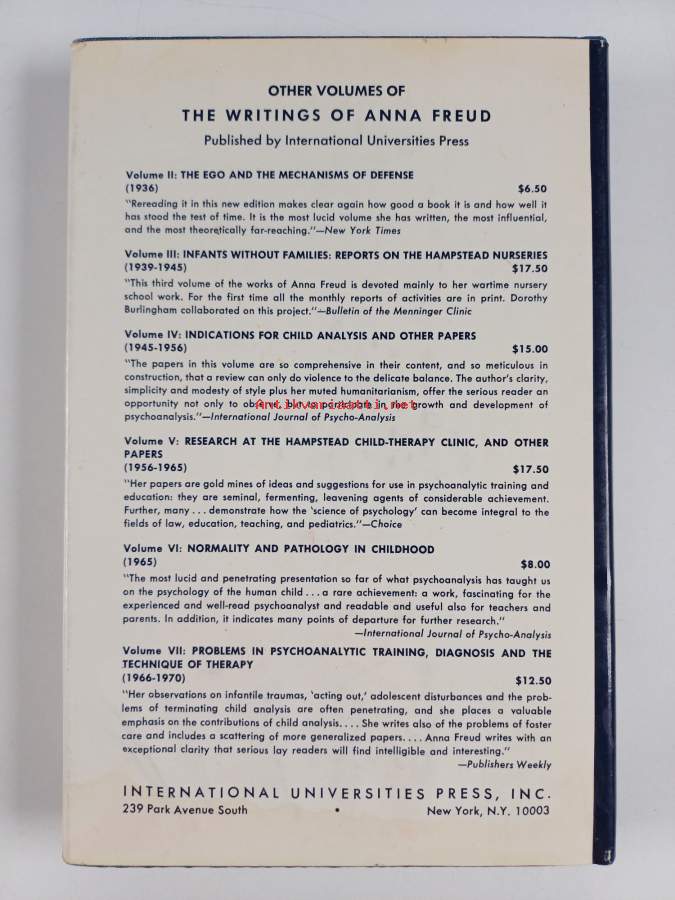 OTHER VOLUMES OF
THE WRITINGS OF ANNA FREUD
Published by International Universities Press
Volume II: THE EGO AND THE MECHANISMS OF DEFENSE
(1936) $6.50
"Rereading it in this new edition makes clear again how good a book it is and how well it
has stood the test of time. It is the most lucid volume she has written, the most influential,
and the most theoretically far-reaching."—New York Times
Volume III: INFANTS WITHOUT FAMILIES: REPORTS ON THE HAMPSTEAD NURSERIES
(1939-1945) $17.50
"This third volume of the works of Anna Freud is devoted mainly to her wartime nursery
school work. For the first time all the monthly reports of activities are in print. Dorothy
Burlingham collaborated on this project."—Bulletin of the Menninger Clinic
Volume IV: INDICATIONS FOR CHILD ANALYSIS AND OTHER PAPERS
(1945-1956) $15.00
"The papers in this volume are so comprehensive in their content, and so meticulous in
construction, that a review can only do violence to the delicate balance. The author's clarity,
simplicity and modesty of style plus her muted humanitarianism, offer the serious reader an
opportunity not only to observe, but to participate in the growth and development of
Antikvariaatti.net
psychoanalysis."—International Journal of Psycho-Analysis
Volume V: RESEARCH AT THE HAMPSTEAD CHILD-THERAPY CLINIC, AND OTHER
PAPERS
(1956-1965) $17.50
"Her papers are gold mines of ideas and suggestions for use in psychoanalytic training and
education: they are seminal, fermenting, leavening agents of considerable achievement.
Further, many . . . demonstrate how the 'science of psychology' can become integral to the
fields of law, education, teaching, and pediatrics."—Choice
Volume VI: NORMALITY AND PATHOLOGY IN CHILDHOOD
(1965) $8.00
"The most lucid and penetrating presentation so far of what psychoanalysis has taught us
on the psychology of the human child . . . a rare achievement: a work, fascinating for the
experienced and well-read psychoanalyst and readable and useful also for teachers and
parents. In addition, it indicates many points of departure for further research."
—International Journal of Psycho-Analysis
Volume VII: PROBLEMS IN PSYCHOANALYTIC TRAINING, DIAGNOSIS AND THE
TECHNIQUE OF THERAPY
(1966-1970) $12.50
"Her observations on infantile traumas, 'acting out,' adolescent disturbances and the prob-
lems of terminating child analysis are often penetrating, and she places a valuable
emphasis on the contributions of child analysis. . . . She writes also of the problems of foster
care and includes a scattering of more generalized papers. . . . Anna Freud writes with an
exceptional clarity that serious lay readers will find intelligible and interesting."
—Publishers Weekly
INTERNATIONAL UNIVERSITIES PRESS, INC.
239 Park Avenue South • New York, N.Y. 10003